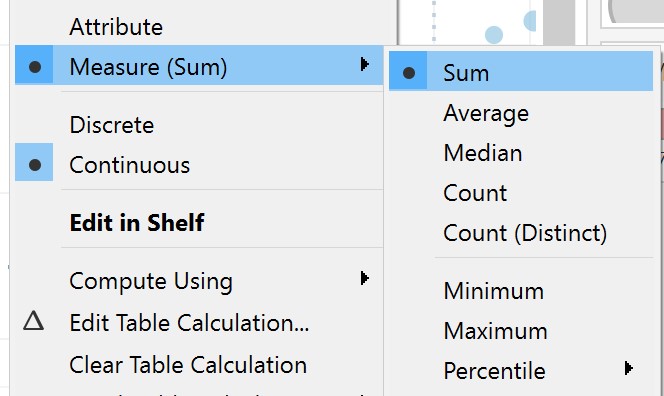 Attribute
Measure (Sum)
Discrete
Continuous
Edit in Shelf
Compute Using
Edit Table Calculation...
Clear Table Calculation
Sum
Average
Median
Count
Count (Distinct)
Minimum
Maximum
Percentile